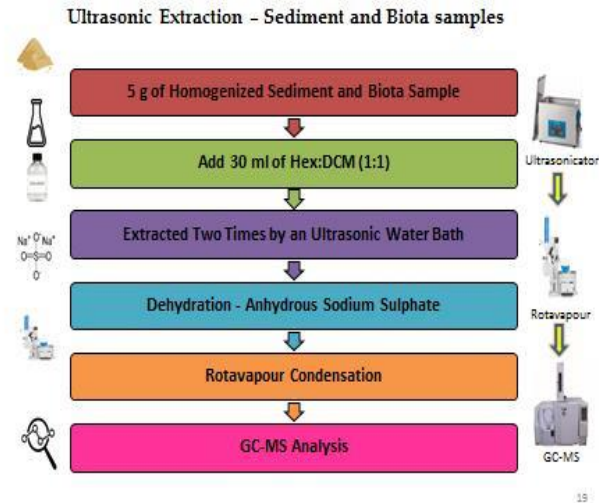 Ultrasonic Extraction – Sediment and Biota samples
5 g of Homogenized Sediment and Biota Sample
Add 30 ml of Hex:DCM (1:1)
Ultrasonicator
Extracted Two Times by an Ultrasonic Water Bath
Na⁺ O⁻ Na⁺
O=S=O
O⁻
Dehydration - Anhydrous Sodium Sulphate
Rotavapour
Rotavapour Condensation
GC-MS Analysis
GC-MS
19